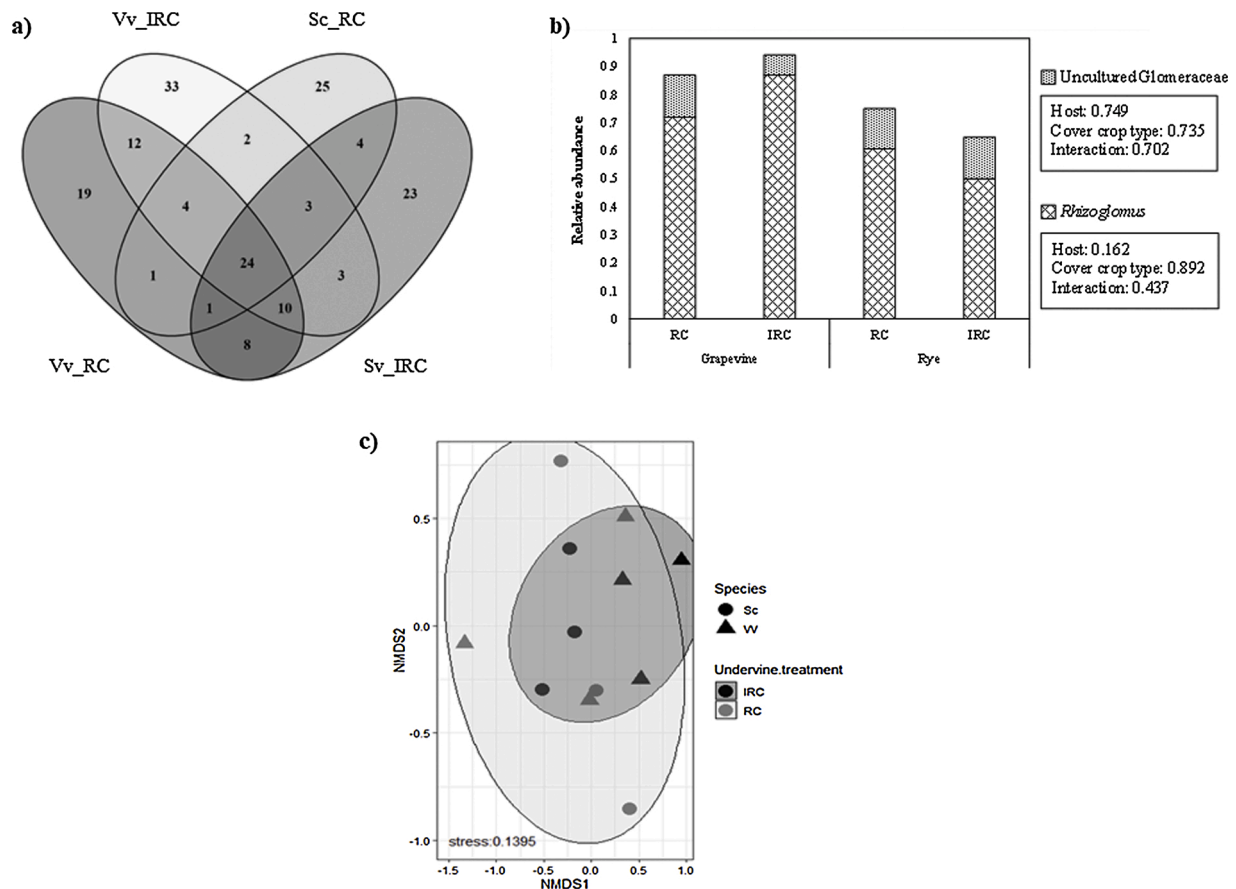 a)
Vv_IRC
Sc_RC
33
25
12
2
4
19
4
3
23
24
1
3
1
10
8
Vv_RC
Sv_IRC
b)
Relative abundance
1
0.9
0.8
0.7
0.6
0.5
0.4
0.3
0.2
0.1
0
RC
IRC
RC
IRC
Grapevine
Rye
Uncultured Glomeraceae
Host: 0.749
Cover crop type: 0.735
Interaction: 0.702
Rhizoglomus
Host: 0.162
Cover crop type: 0.892
Interaction: 0.437
c)
NMDS2
0.5
0.0
-0.5
-1.0
stress:0.1395
-1.5
-1.0
-0.5
0.0
0.5
1.0
NMDS1
Species
Sc
VV
Undervine.treatment
IRC
RC